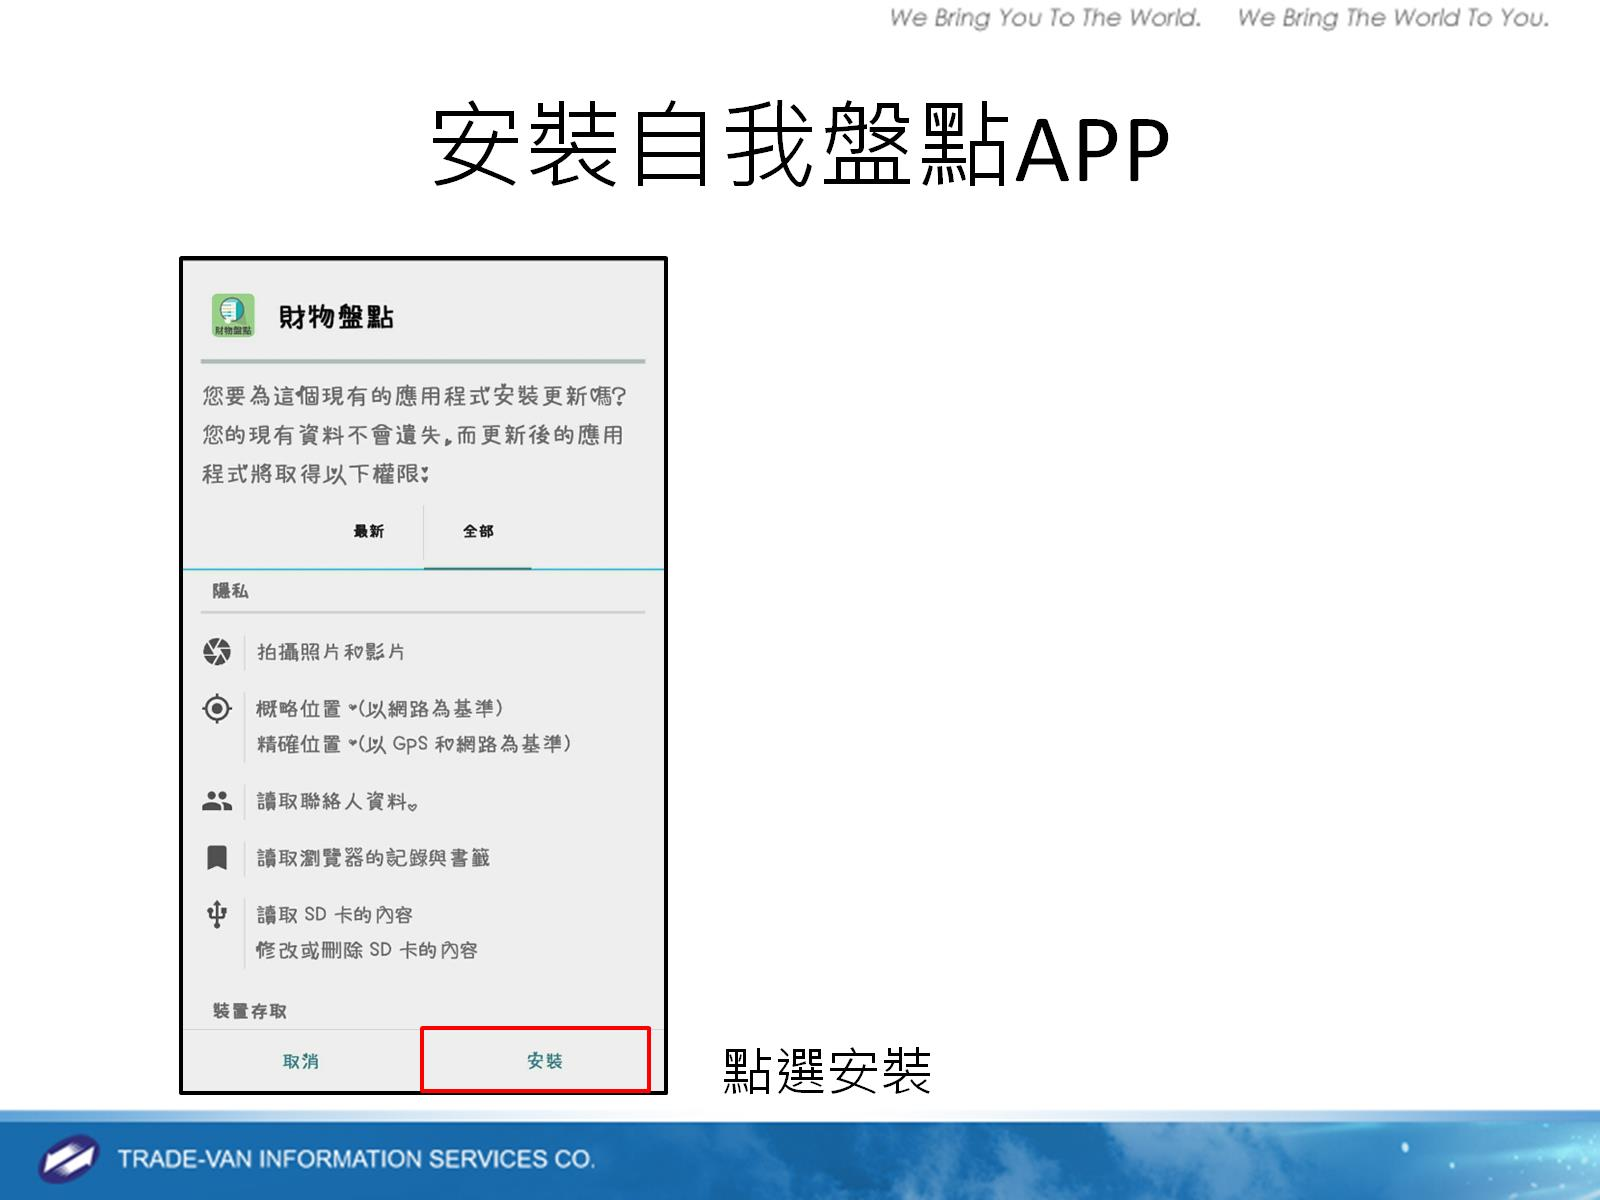 We Bring You To The World. We Bring The World To You.
安裝自我盤點APP
財物盤點
財物盤點
您要為這個現有的應用程式安裝更新嗎?
您的現有資料不會遺失，而更新後的應用
程式將取得以下權限：
最新 全部
隱私
拍攝照片和影片
概略位置 (以網路為基準)
精確位置 (以 GPS 和網路為基準)
讀取聯絡人資料。
讀取瀏覽器的記錄與書籤
讀取 SD 卡的內容
修改或刪除 SD 卡的內容
裝置存取
取消 安裝
點選安裝
TRADE-VAN INFORMATION SERVICES CO.